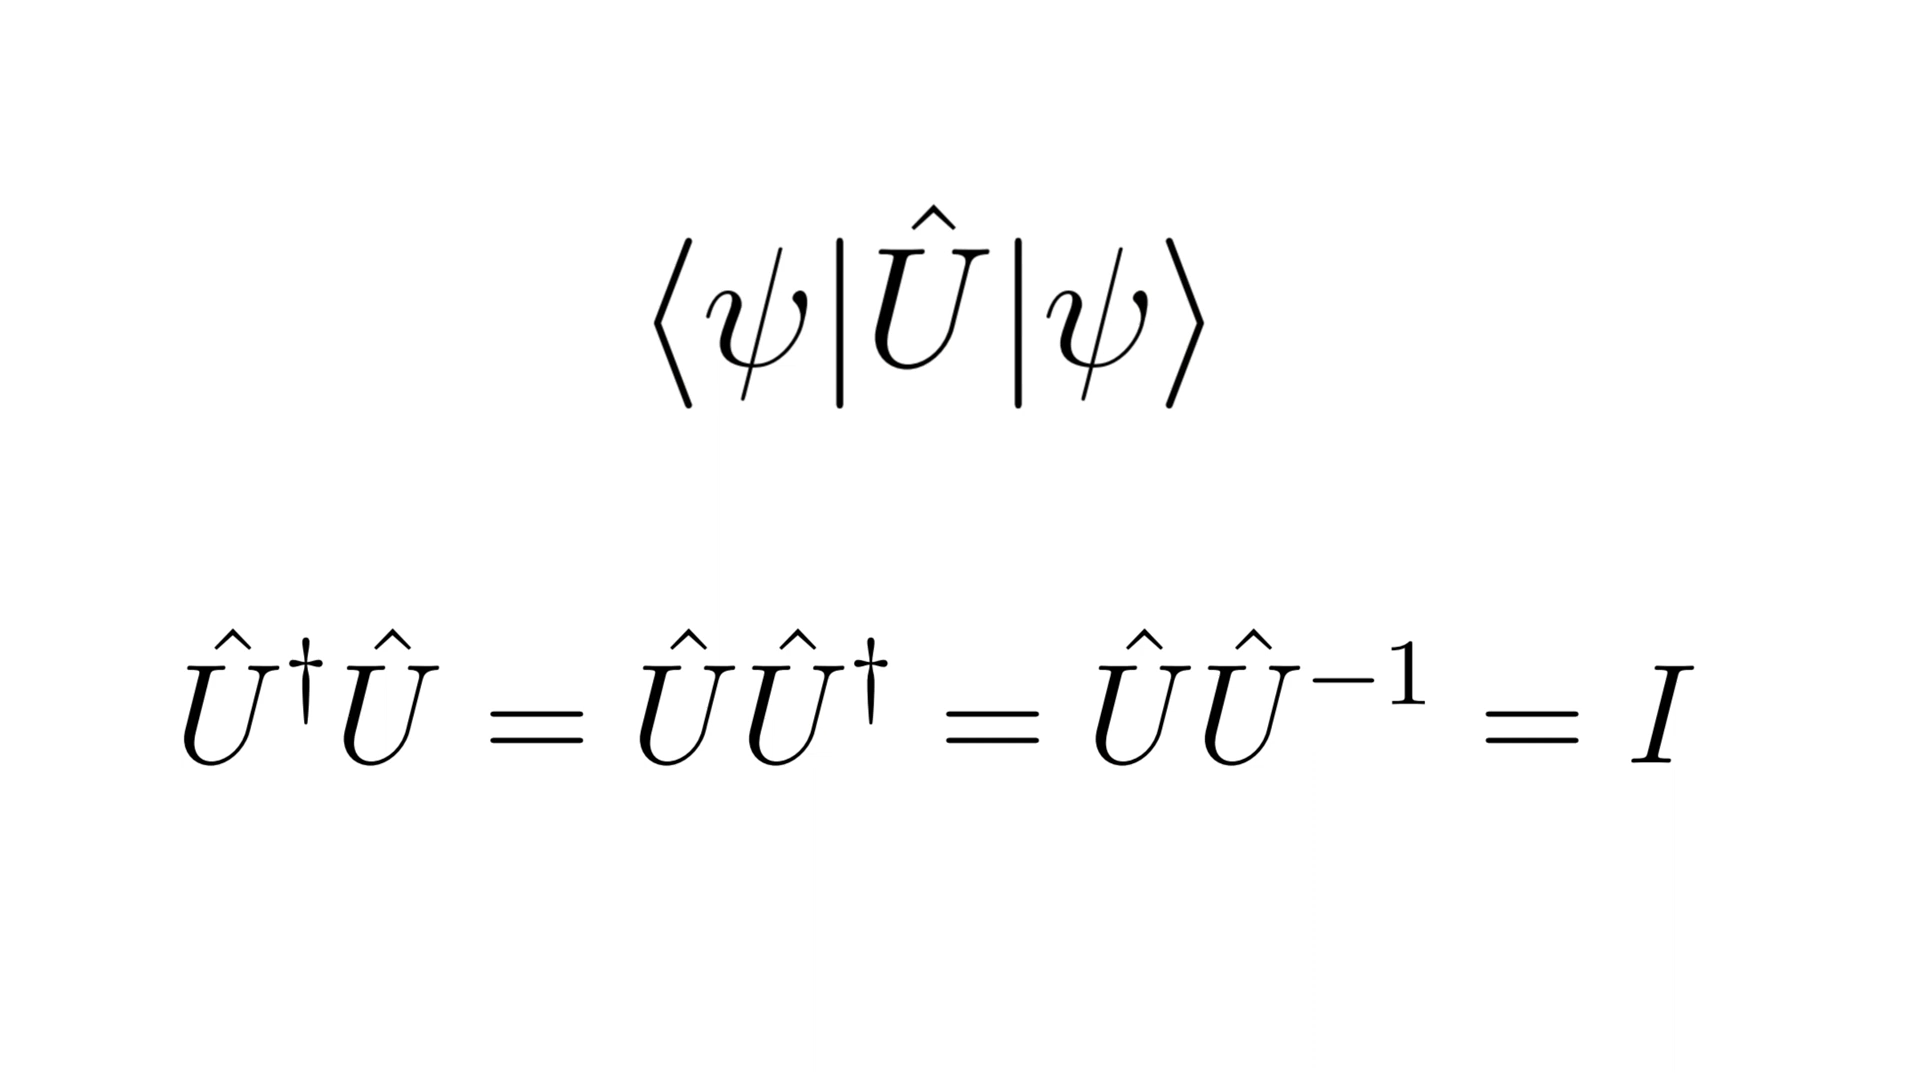 ⟨ψ|Û|ψ⟩
Û†Û = ÛÛ† = ÛÛ⁻¹ = I